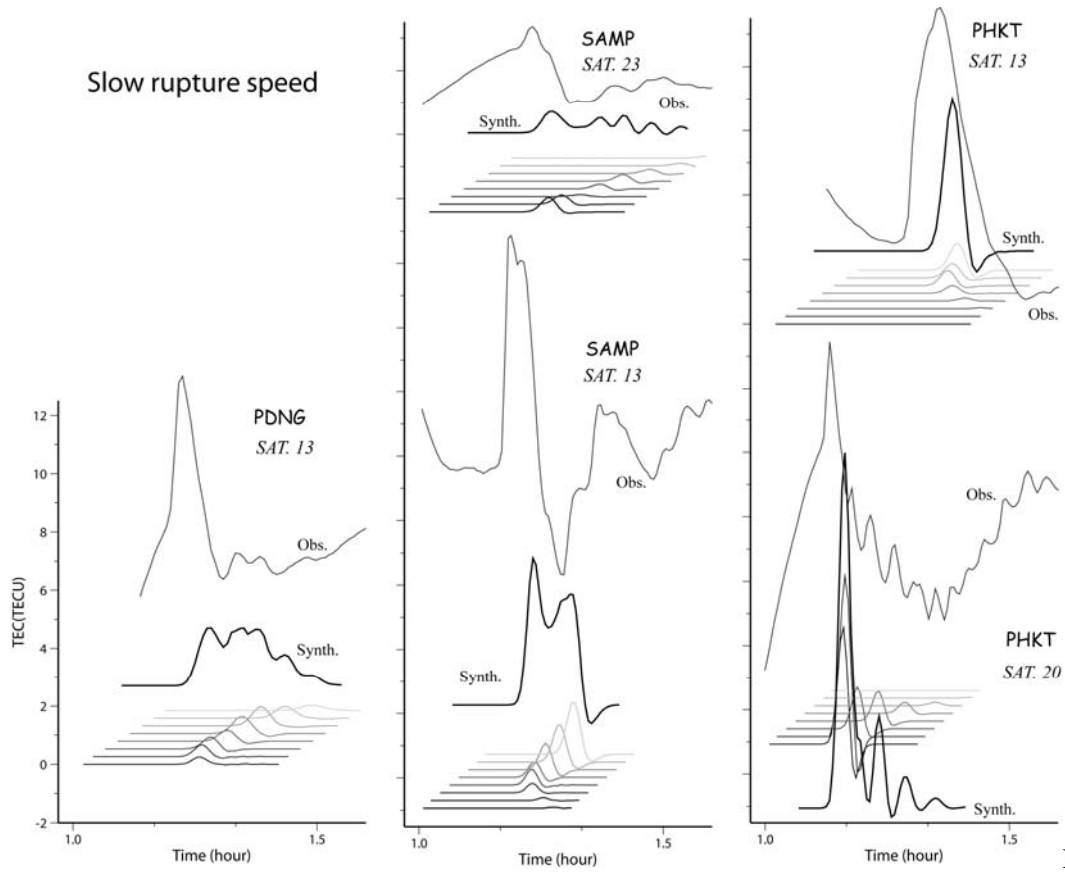 Slow rupture speed
SAMP
SAT. 23
Obs.
Synth.
PHKT
SAT. 13
Synth.
Obs.
SAMP
SAT. 13
Obs.
Synth.
PDNG
SAT. 13
Obs.
Synth.
Obs.
PHKT
SAT. 20
Synth.
TEC(TECU)
12
10
8
6
4
2
0
-2
1.0
1.5
Time (hour)
1.0
1.5
Time (hour)
1.0
1.5
Time (hour)